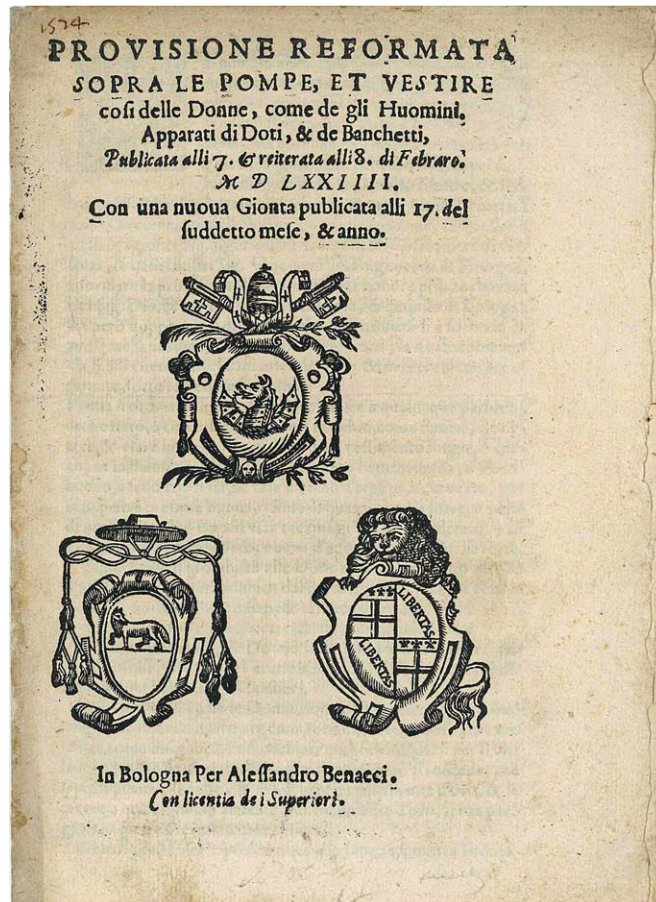 1574
PROVISIONE REFORMATA
SOPRA LE POMPE, ET VESTIRE
cosi delle Donne, come de gli Huomini.
Apparati di Doti, & de Banchetti,
Publicata alli 7. & reiterata alli 8. di Febraro.
M D LXXIIII.
Con una nuoua Gionta publicata alli 17. del
suddetto mese, & anno.
LIBERTAS
LIBERTAS
In Bologna Per Alessandro Benacci.
Con licentia de i Superiori.